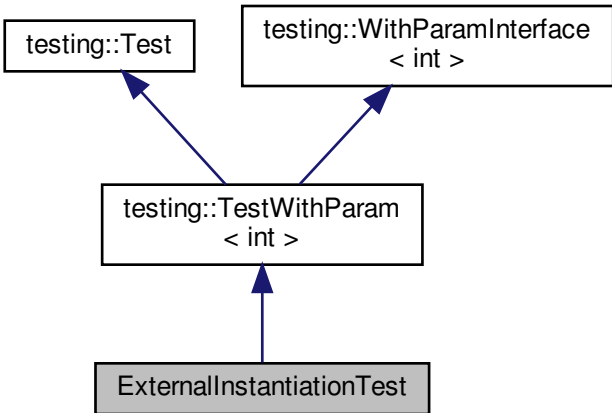 testing::Test
testing::WithParamInterface
< int >
testing::TestWithParam
< int >
ExternalInstantiationTest